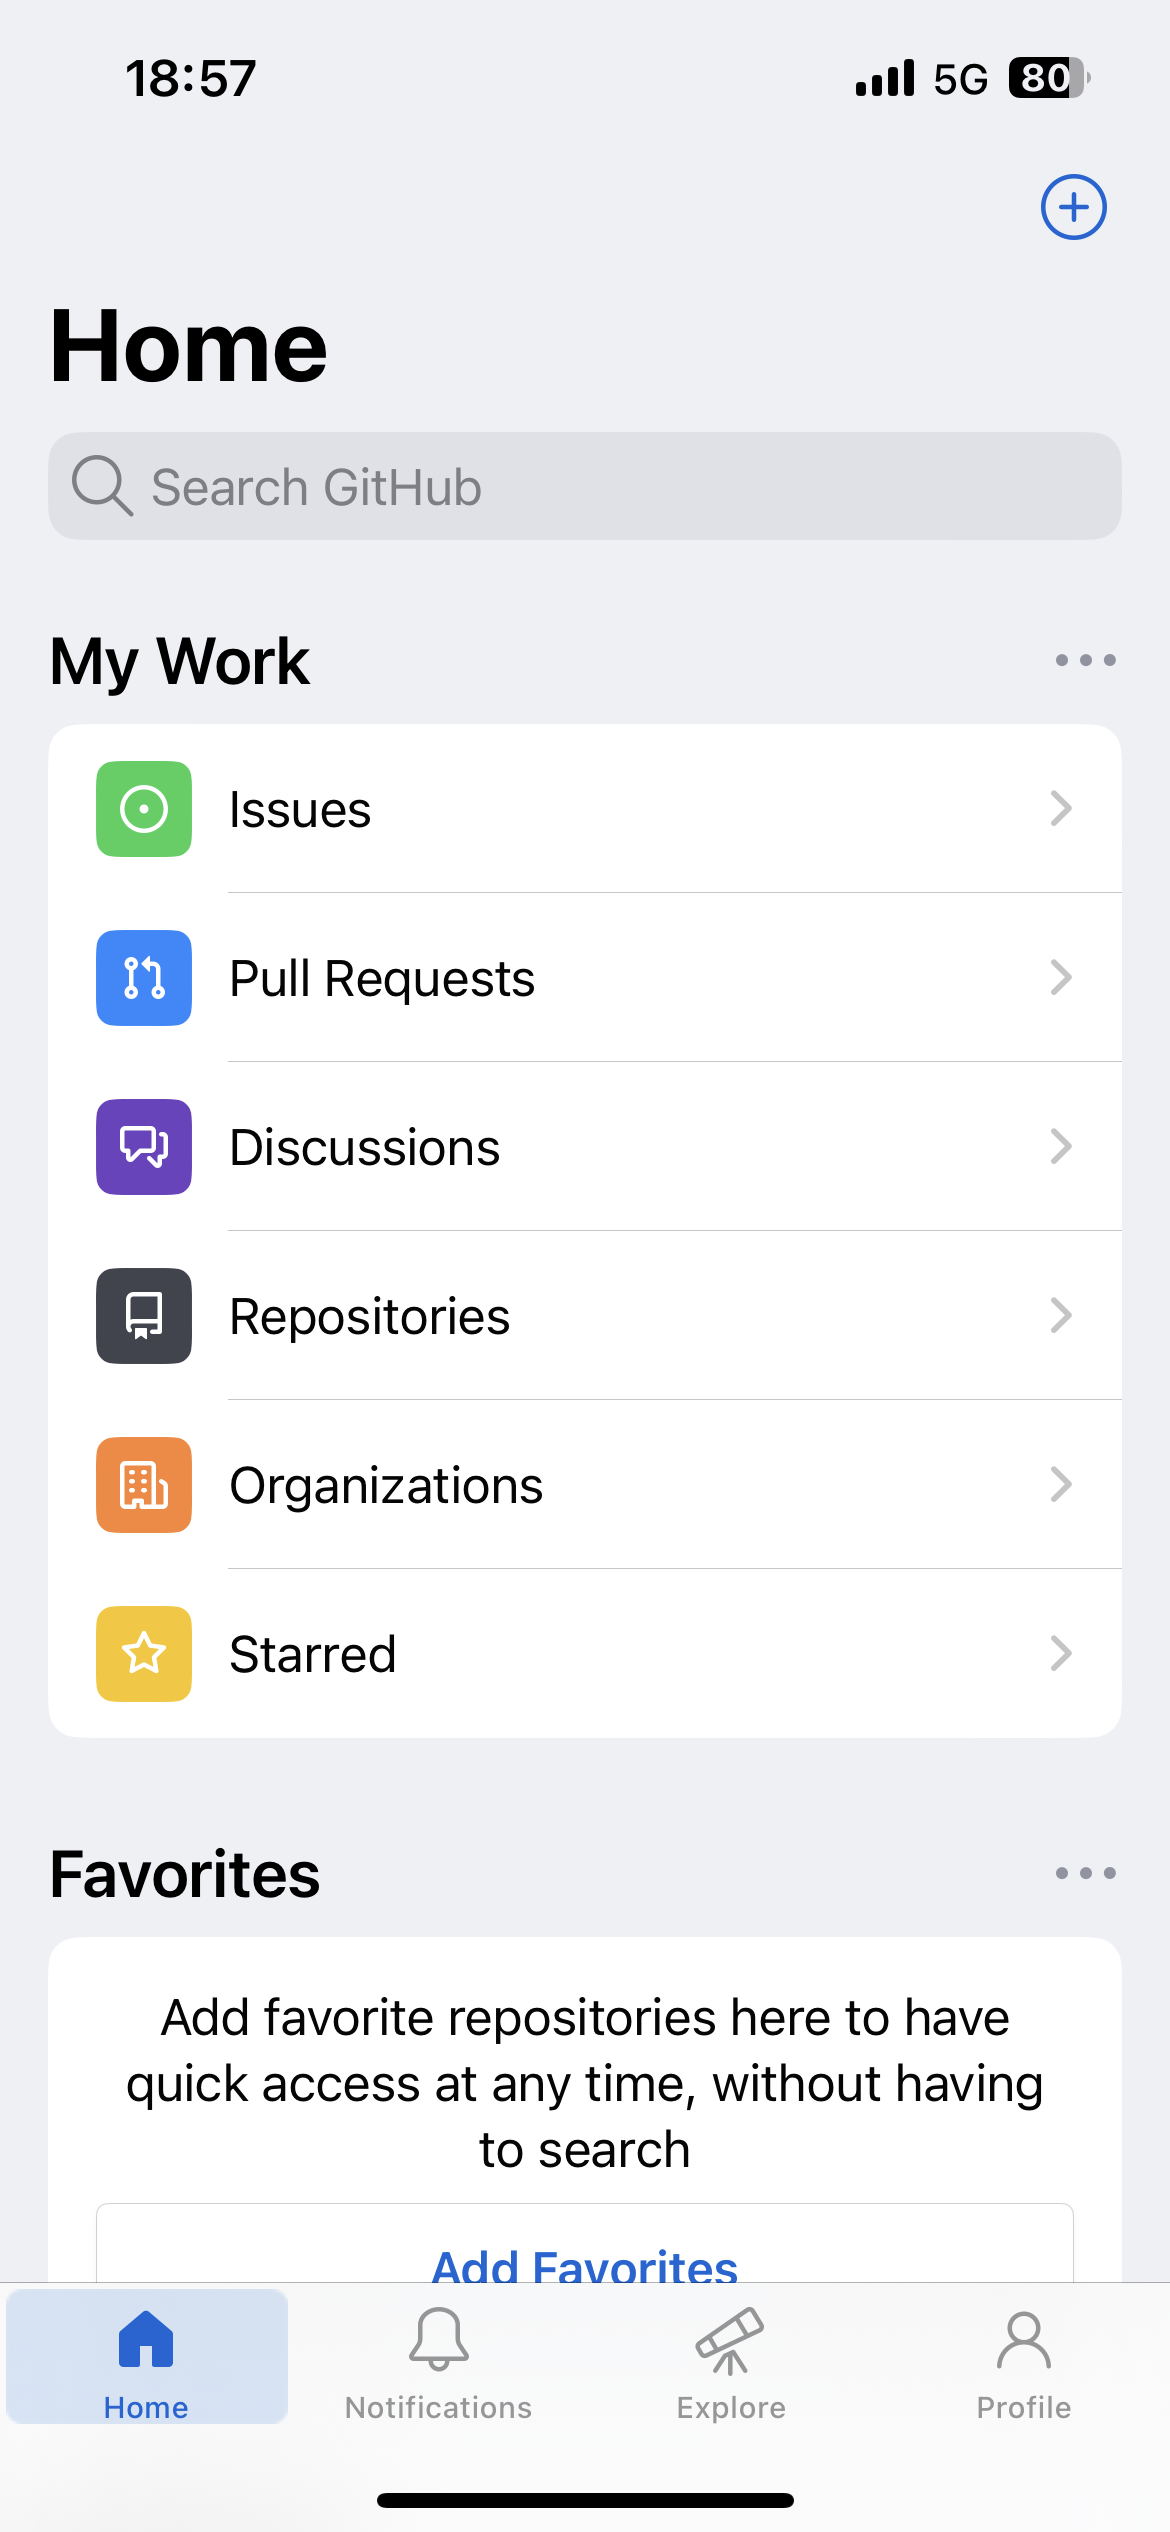 18:57
5G 80
Home
Search GitHub
My Work
Issues
Pull Requests
Discussions
Repositories
Organizations
Starred
Favorites
Add favorite repositories here to have
quick access at any time, without having
to search
Add Favorites
Home
Notifications
Explore
Profile